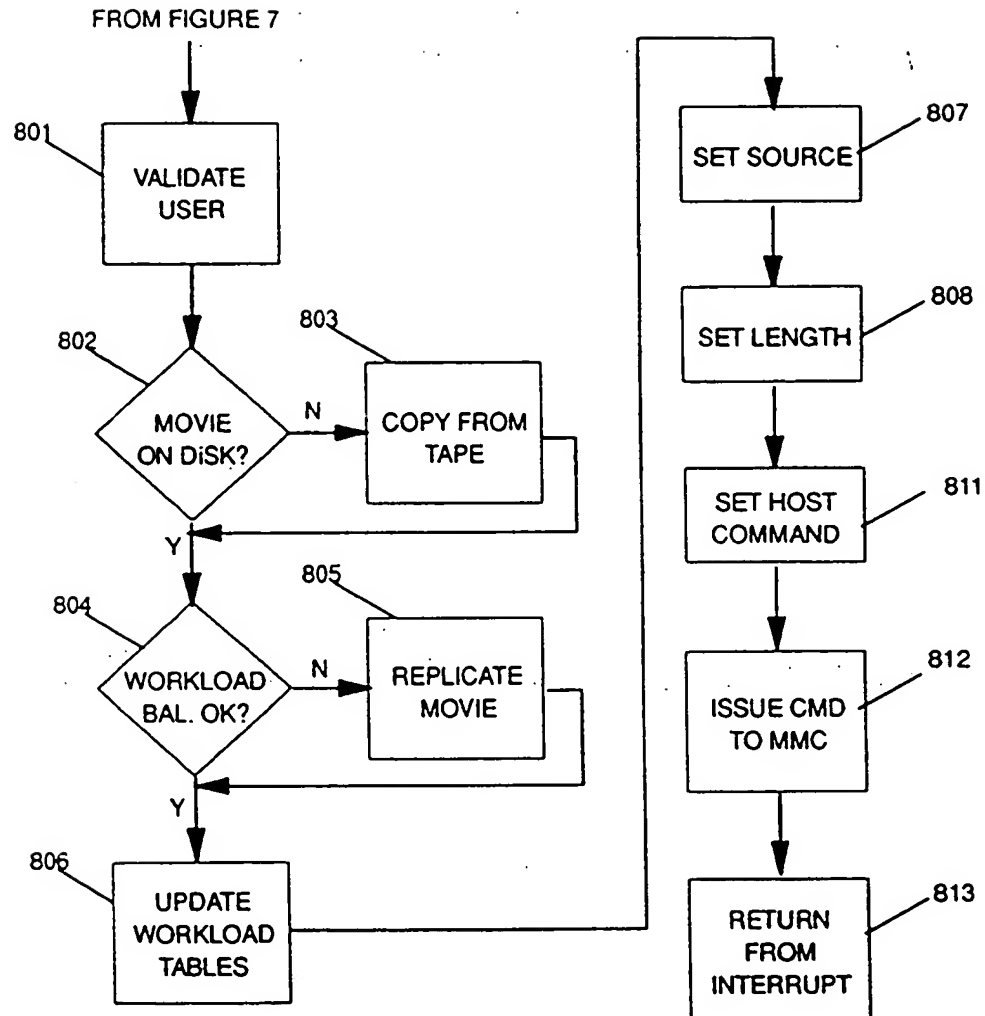 FROM FIGURE 7
801
VALIDATE
USER
802
MOVIE
ON DiSK?
N
803
COPY FROM
TAPE
Y
804
WORKLOAD
BAL. OK?
N
805
REPLICATE
MOVIE
Y
806
UPDATE
WORKLOAD
TABLES
807
SET SOURCE
808
SET LENGTH
811
SET HOST
COMMAND
812
ISSUE CMD
TO MMC
813
RETURN
FROM
INTERRUPT